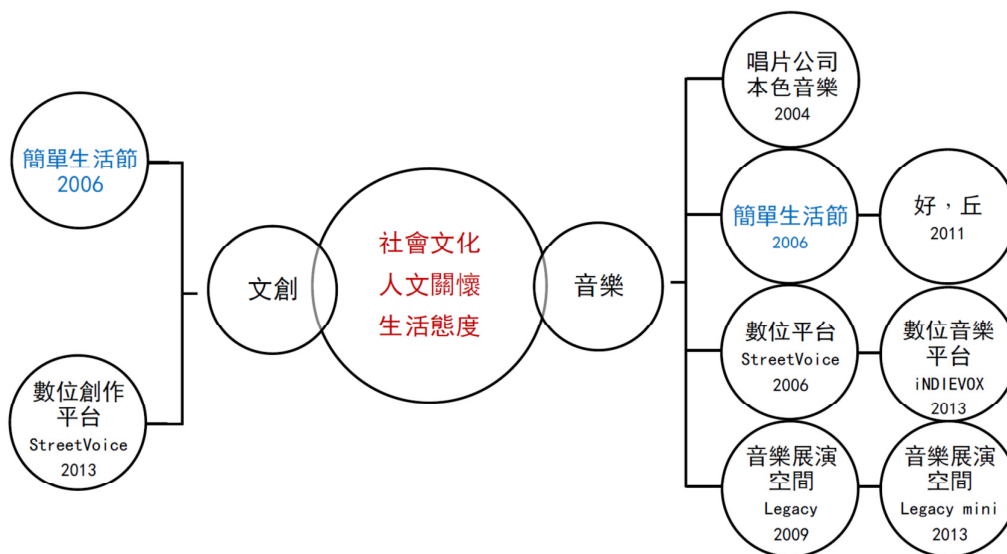 簡單生活節
2006
數位創作
平台
StreetVoice
2013
文創
社會文化
人文關懷
生活態度
音樂
唱片公司
本色音樂
2004
簡單生活節
2006
好，丘
2011
數位平台
StreetVoice
2006
數位音樂
平台
iNDIEVOX
2013
音樂展演
空間
Legacy
2009
音樂展演
空間
Legacy mini
2013